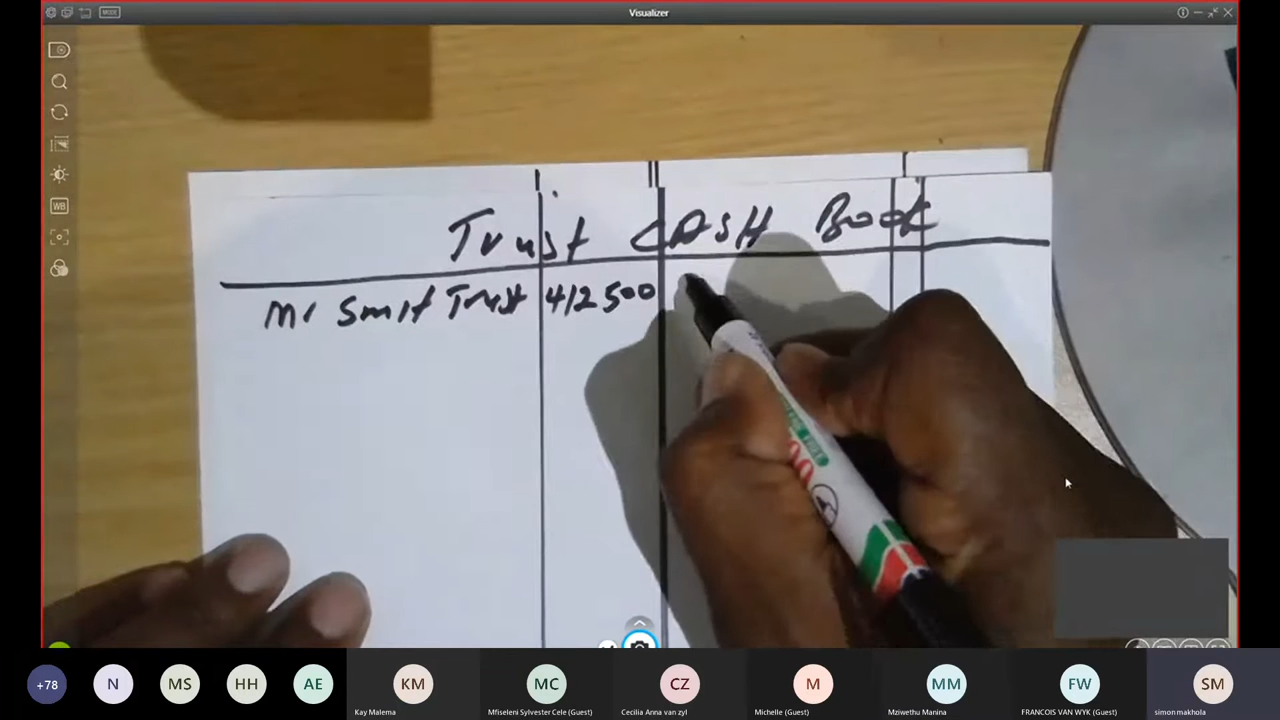 Visualizer
MODE
WB
Trust CASH Book
Mr Smit Trust 412 500
+78
N
MS
HH
AE
KM
MC
CZ
M
MM
FW
SM
Kay Malema
Mfiseleni Sylvester Cele (Guest)
Cecilia Anna van zyl
Michelle (Guest)
Mziwethu Manina
FRANCOIS VAN WYK (Guest)
simon makhola